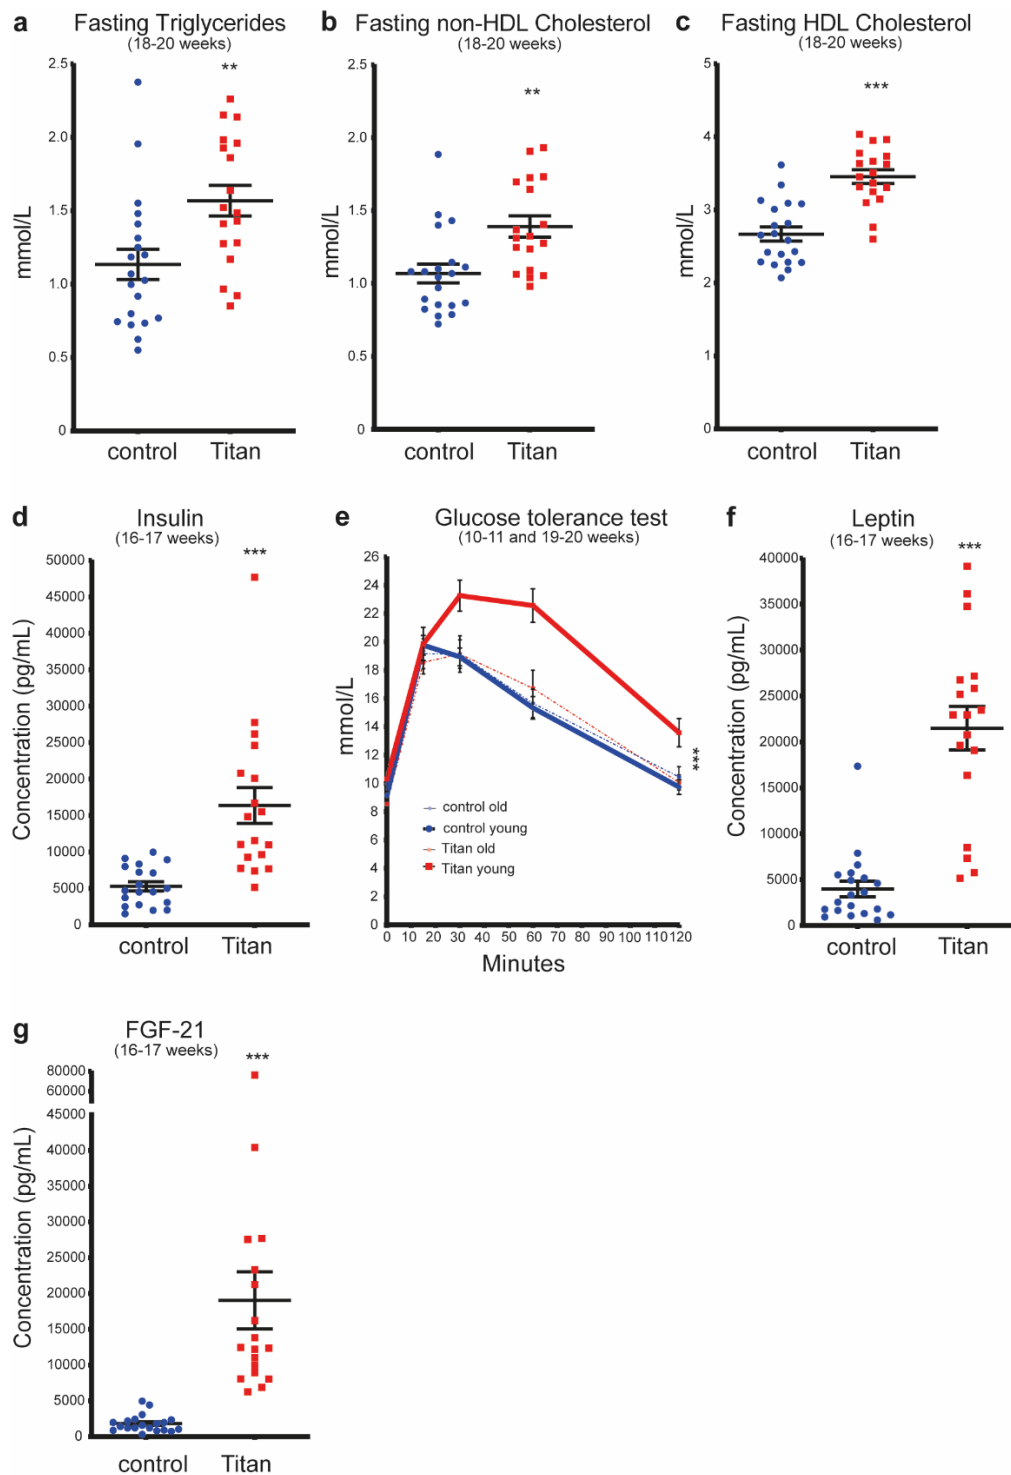 a Fasting Triglycerides
(18-20 weeks)
**
mmol/L
2.5
2.0
1.5
1.0
0.5
0
control Titan
b Fasting non-HDL Cholesterol
(18-20 weeks)
**
mmol/L
2.5
2.0
1.5
1.0
0.5
0
control Titan
c Fasting HDL Cholesterol
(18-20 weeks)
***
mmol/L
5
4
3
2
1
0
control Titan
d Insulin
(16-17 weeks)
***
Concentration (pg/mL)
50000
45000
40000
35000
30000
25000
20000
15000
10000
5000
0
control Titan
e Glucose tolerance test
(10-11 and 19-20 weeks)
mmol/L
26
24
22
20
18
16
14
12
10
8
6
4
2
0
***
control old
control young
Titan old
Titan young
0 10 20 30 40 50 60 70 80 90 100 110 120
Minutes
f Leptin
(16-17 weeks)
***
Concentration (pg/mL)
40000
35000
30000
25000
20000
15000
10000
5000
0
control Titan
g FGF-21
(16-17 weeks)
***
Concentration (pg/mL)
80000
60000
45000
40000
35000
30000
25000
20000
15000
10000
5000
0
control Titan